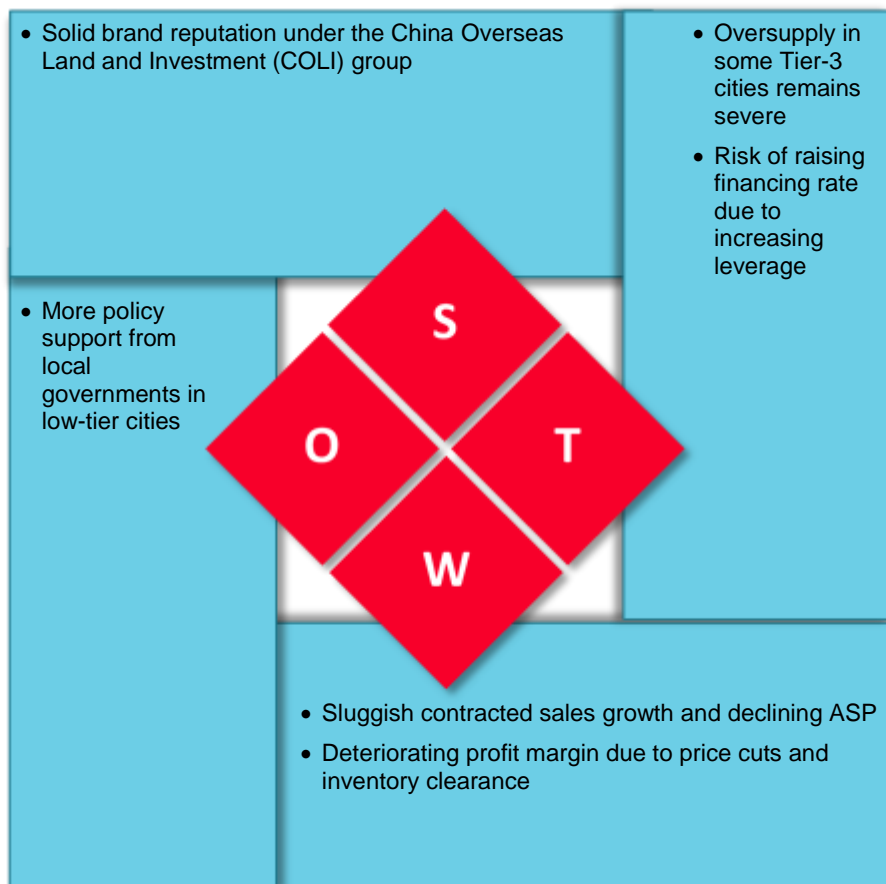 • Solid brand reputation under the China Overseas
Land and Investment (COLI) group
• Oversupply in
some Tier-3
cities remains
severe
• Risk of raising
financing rate
due to
increasing
leverage
• More policy
support from
local
governments in
low-tier cities
S
O
T
W
• Sluggish contracted sales growth and declining ASP
• Deteriorating profit margin due to price cuts and
inventory clearance